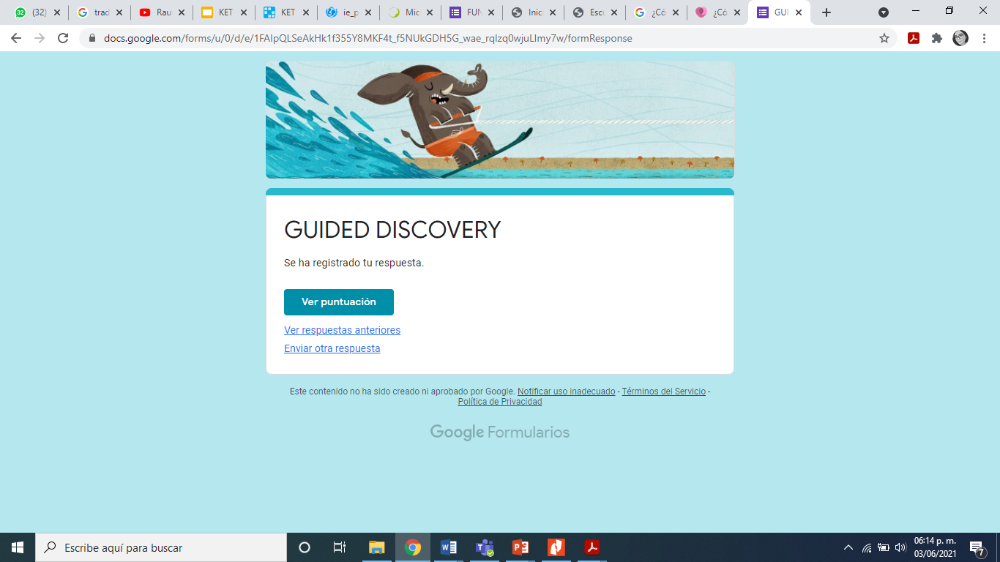 (32)
trad
Rau
KET
KET
ie_p
Mic
FUN
Inic
Escu
¿Có
¿Có
GUI
docs.google.com/forms/u/0/d/e/1FAIpQLSeAkHk1f355Y8MKF4t_f5NUkGDH5G_wae_rqIzq0wjuLImy7w/formResponse
GUIDED DISCOVERY
Se ha registrado tu respuesta.
Ver puntuación
Ver respuestas anteriores
Enviar otra respuesta
Este contenido no ha sido creado ni aprobado por Google. Notificar uso inadecuado - Términos del Servicio -
Política de Privacidad
Google Formularios
Escribe aquí para buscar
06:14 p. m.
03/06/2021
7